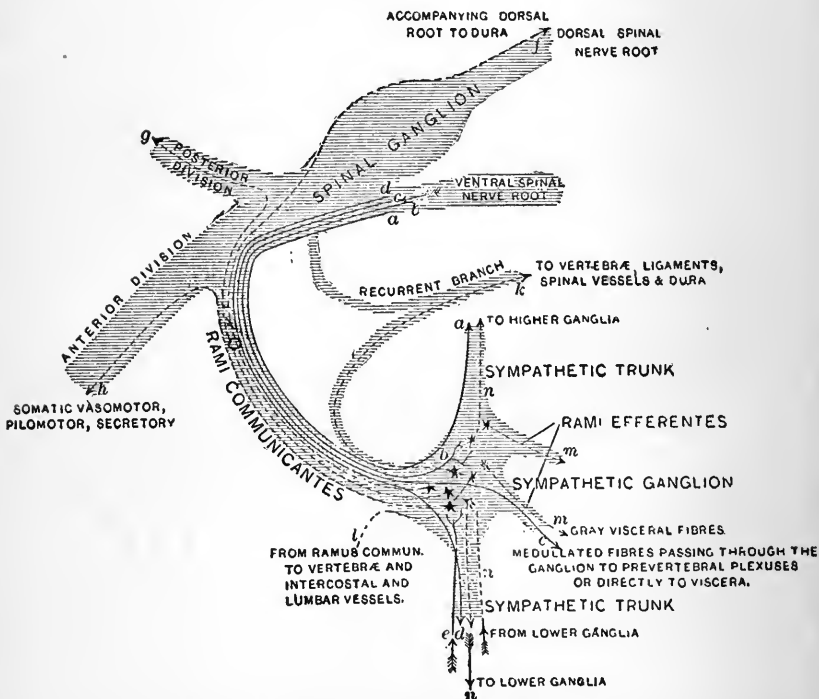 ACCOMPANYING DORSAL
ROOT TO DURA
DORSAL SPINAL
NERVE ROOT
f
g
POSTERIOR
DIVISION
SPINAL GANGLION
d
c
l
a
VENTRAL SPINAL
NERVE ROOT
ANTERIOR DIVISION
RECURRENT BRANCH
k
TO VERTEBRÆ, LIGAMENTS,
SPINAL VESSELS & DURA
a
TO HIGHER GANGLIA
h
SOMATIC VASOMOTOR,
PILOMOTOR, SECRETORY
RAMI COMMUNICANTES
SYMPATHETIC TRUNK
n
RAMI EFFERENTES
b
m
SYMPATHETIC GANGLION
m
GRAY VISCERAL FIBRES
c
MEDULLATED FIBRES PASSING THROUGH THE
GANGLION TO PREVERTEBRAL PLEXUSES
OR DIRECTLY TO VISCERA.
l
FROM RAMUS COMMUN.
TO VERTEBRÆ AND
INTERCOSTAL AND
LUMBAR VESSELS.
n
SYMPATHETIC TRUNK
e d
FROM LOWER GANGLIA
TO LOWER GANGLIA
n